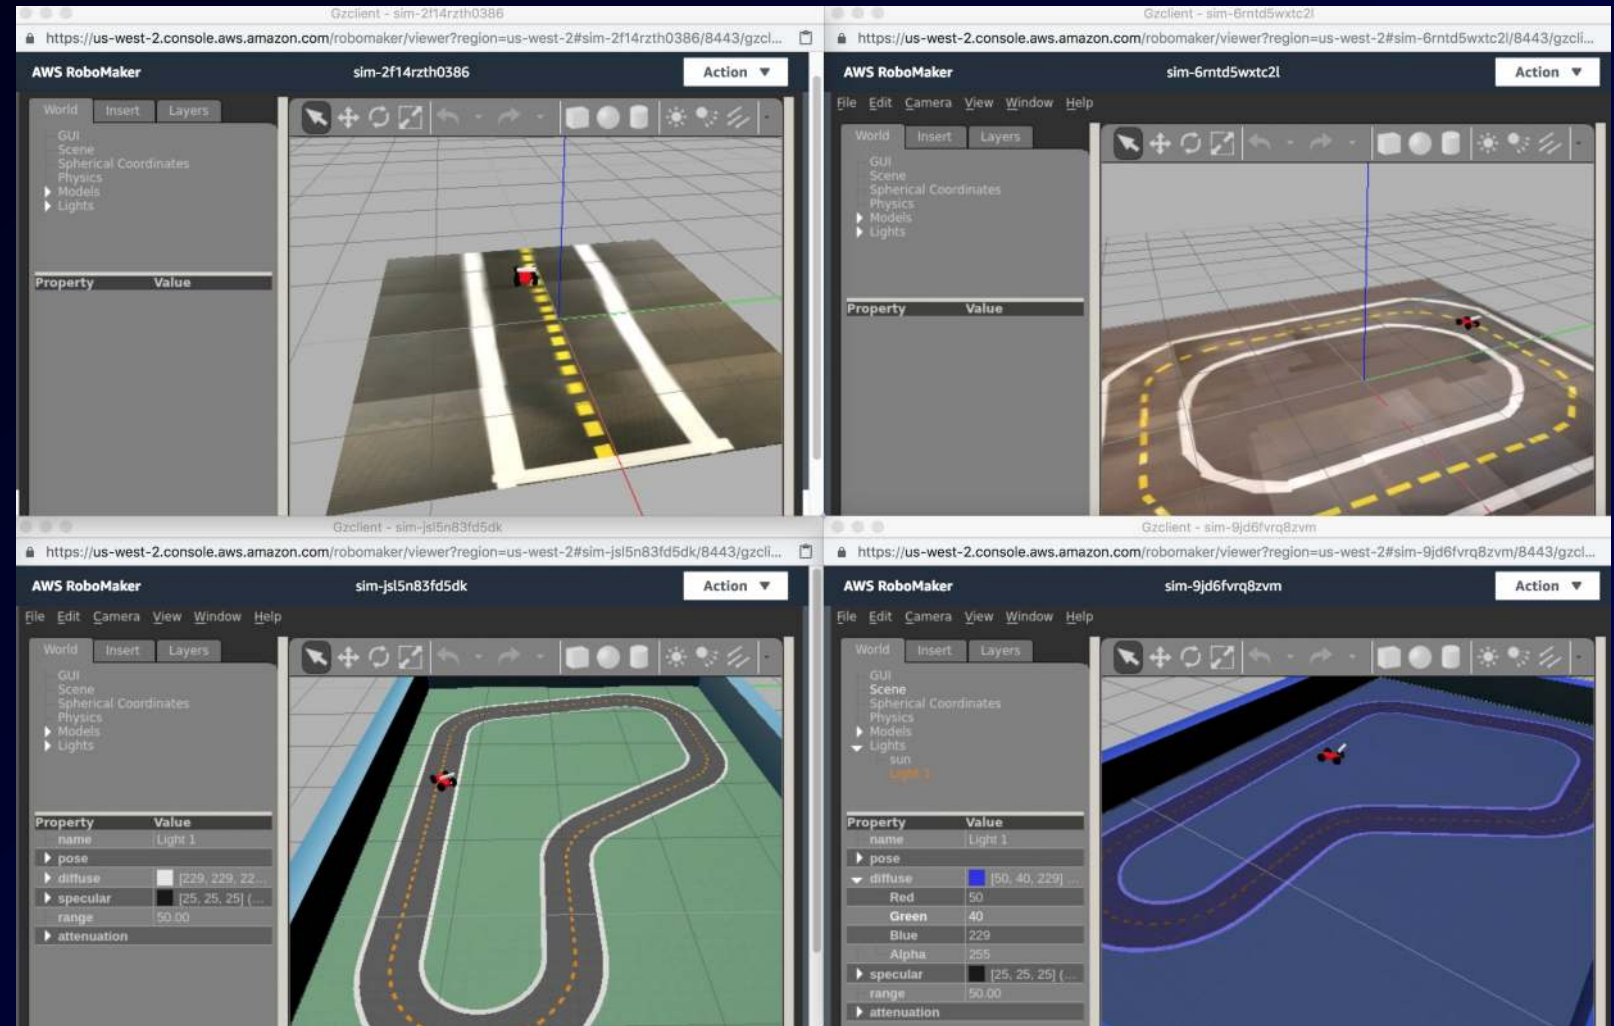 Gzclient - sim-2f14rzth0386
https://us-west-2.console.aws.amazon.com/robomaker/viewer?region=us-west-2#sim-2f14rzth0386/8443/gzcl...
AWS RoboMaker
sim-2f14rzth0386
Action
World Insert Layers
GUI
Scene
Spherical Coordinates
Physics
Models
Lights
Property Value
Gzclient - sim-6rntd5wxtc2l
https://us-west-2.console.aws.amazon.com/robomaker/viewer?region=us-west-2#sim-6rntd5wxtc2l/8443/gzcli...
AWS RoboMaker
sim-6rntd5wxtc2l
Action
File Edit Camera View Window Help
World Insert Layers
GUI
Scene
Spherical Coordinates
Physics
Models
Lights
Property Value
Gzclient - sim-jsl5n83fd5dk
https://us-west-2.console.aws.amazon.com/robomaker/viewer?region=us-west-2#sim-jsl5n83fd5dk/8443/gzcli...
AWS RoboMaker
sim-jsl5n83fd5dk
Action
File Edit Camera View Window Help
World Insert Layers
GUI
Scene
Spherical Coordinates
Physics
Models
Lights
Property Value
name Light 1
pose
diffuse [229, 229, 22...
specular [25, 25, 25] (...
range 50.00
attenuation
Gzclient - sim-9jd6fvrq8zvm
https://us-west-2.console.aws.amazon.com/robomaker/viewer?region=us-west-2#sim-9jd6fvrq8zvm/8443/gzcl...
AWS RoboMaker
sim-9jd6fvrq8zvm
Action
File Edit Camera View Window Help
World Insert Layers
GUI
Scene
Spherical Coordinates
Physics
Models
Lights
sun
Light 1
Property Value
name Light 1
pose
diffuse [50, 40, 229] ...
Red 50
Green 40
Blue 229
Alpha 255
specular [25, 25, 25] (...
range 50.00
attenuation